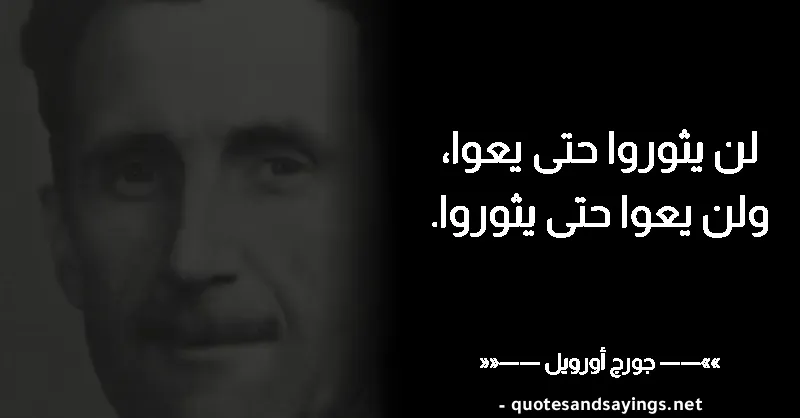 لن يثوروا حتى يعوا،
ولن يعوا حتى يثوروا.
»»—— جورج أورويل ——««
- quotesandsayings.net